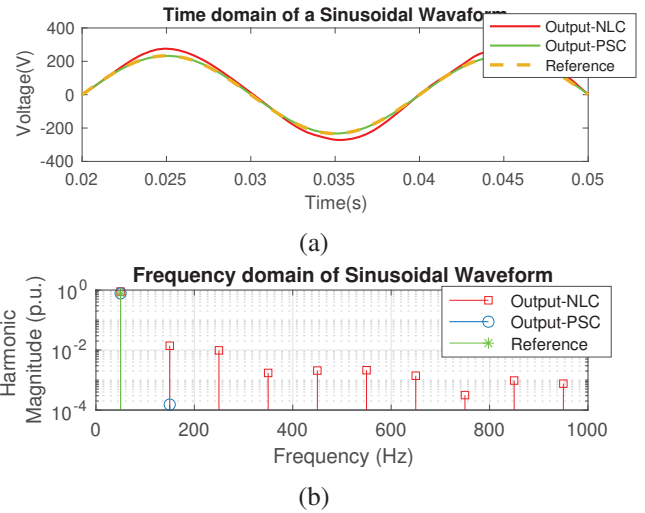 Time domain of a Sinusoidal Waveform
Output-NLC
Output-PSC
Reference
Voltage(V)
400
200
0
-200
-400
0.02 0.025 0.03 0.035 0.04 0.045 0.05
Time(s)
(a)
Frequency domain of Sinusoidal Waveform
Output-NLC
Output-PSC
Reference
Harmonic
Magnitude (p.u.)
10^0
10^-2
10^-4
0 200 400 600 800 1000
Frequency (Hz)
(b)